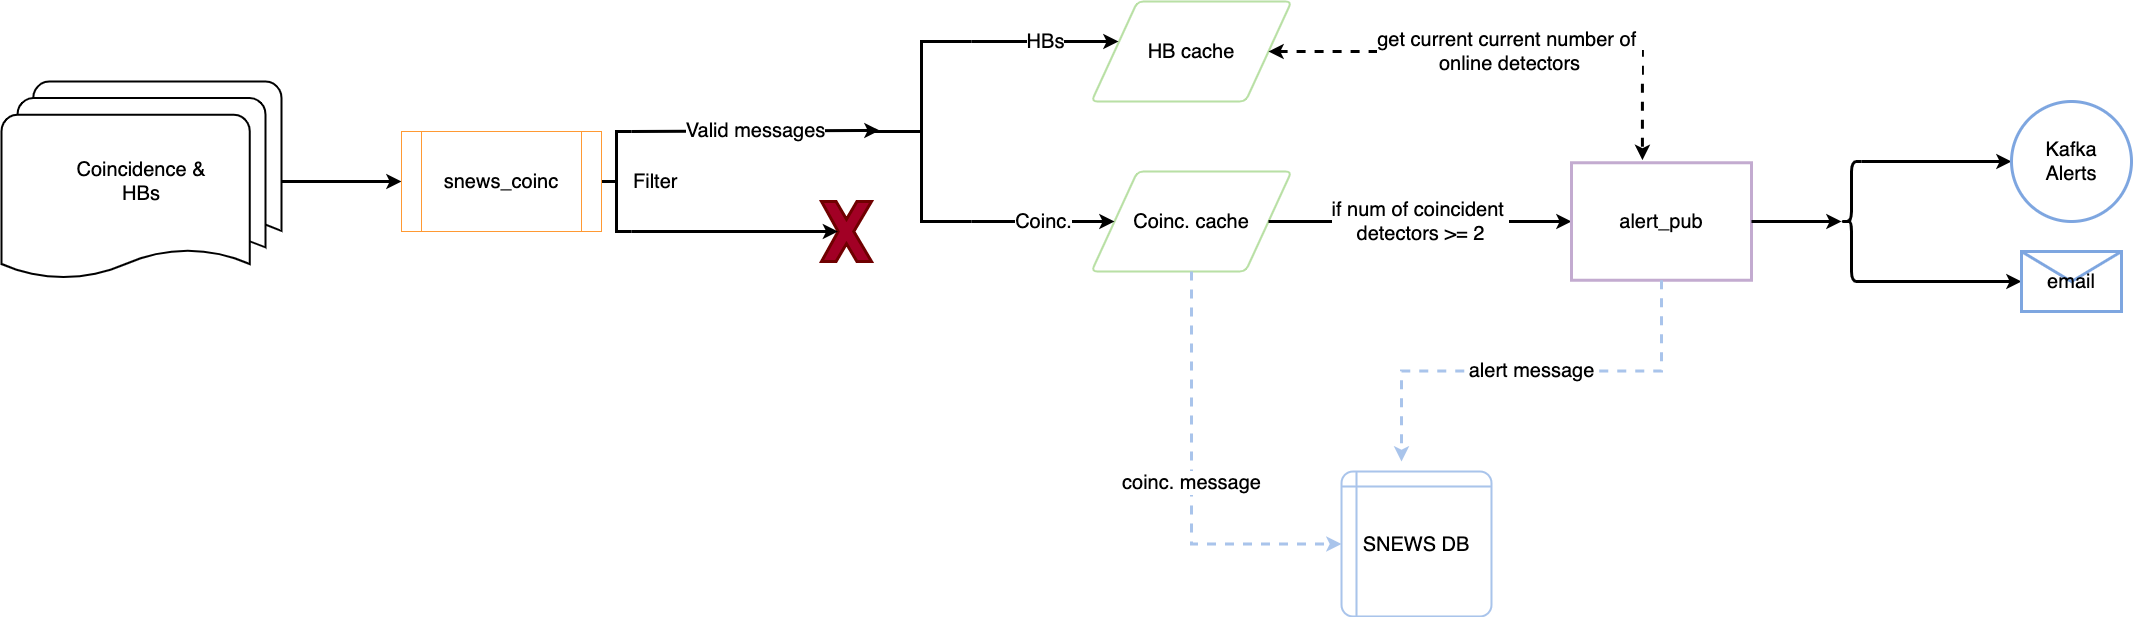 Coincidence &
HBs
snews_coinc
Filter
Valid messages
HBs
HB cache
get current current number of
online detectors
Coinc.
Coinc. cache
if num of coincident
detectors >= 2
alert_pub
Kafka
Alerts
email
alert message
coinc. message
SNEWS DB